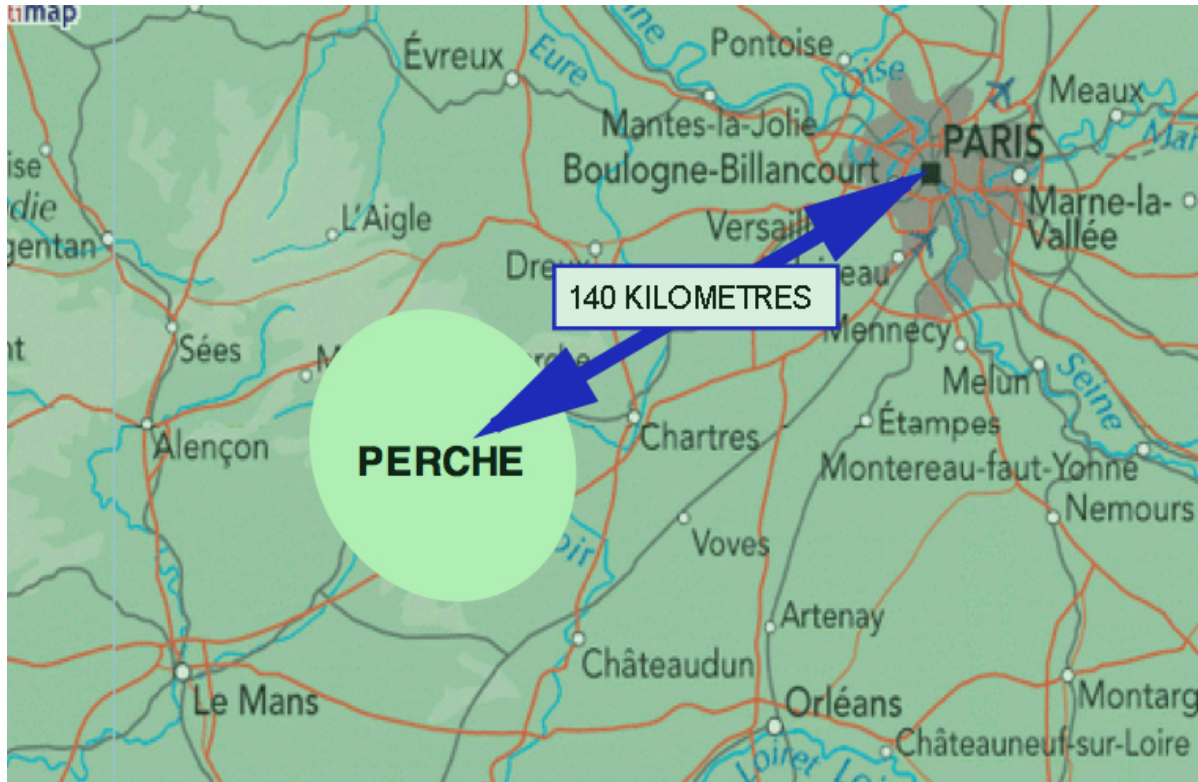 Évreux
Eure
Pontoise
Oise
Meaux
Mantes-la-Jolie
PARIS
Boulogne-Billancourt
Marne-la-
Vallée
L'Aigle
140 KILOMETRES
Mennecy
Sées
Melun
Seine
Alençon
Chartres
Étampes
PERCHE
Montereau-faut-Yonne
Nemours
Voves
Artenay
Châteaudun
Le Mans
Orléans
Montarg
Châteauneuf-sur-Loire
Loiret